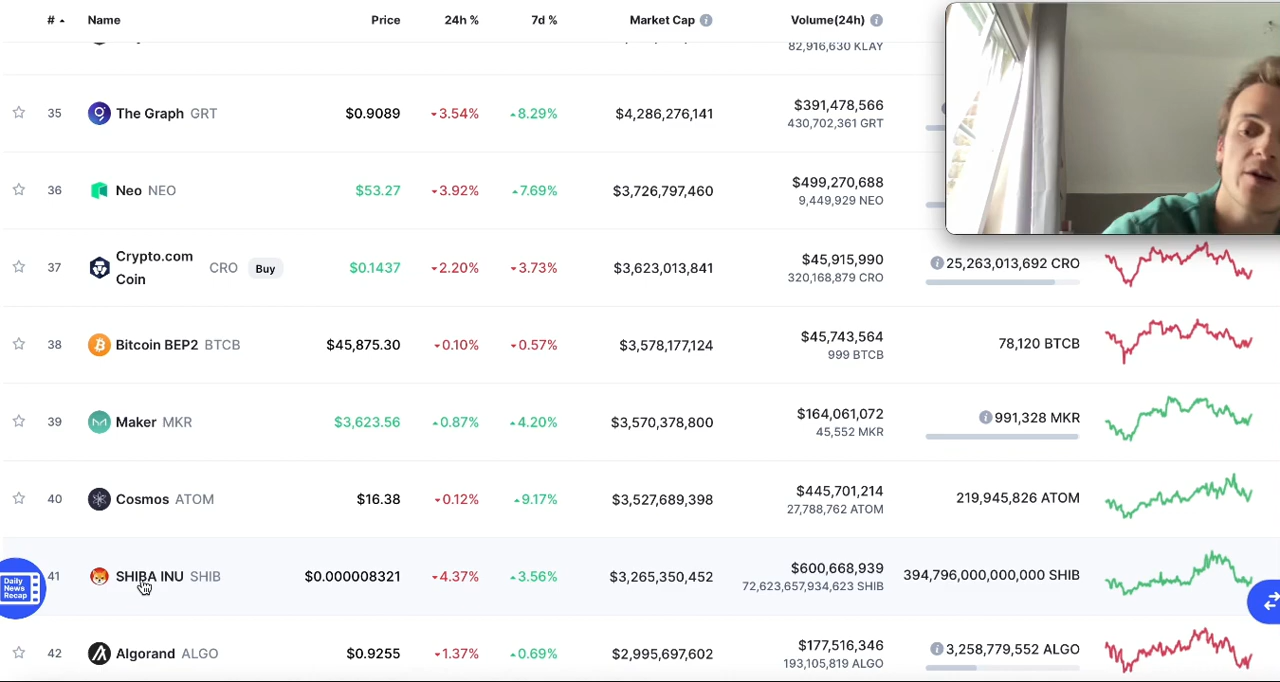 # Name Price 24h % 7d % Market Cap Volume(24h)
82,916,630 KLAY
35 The Graph GRT $0.9089 3.54% 8.29% $4,286,276,141 $391,478,566
430,702,361 GRT
36 Neo NEO $53.27 3.92% 7.69% $3,726,797,460 $499,270,688
9,449,929 NEO
37 Crypto.com
Coin CRO Buy $0.1437 2.20% 3.73% $3,623,013,841 $45,915,990 25,263,013,692 CRO
320,168,879 CRO
38 Bitcoin BEP2 BTCB $45,875.30 0.10% 0.57% $3,578,177,124 $45,743,564 78,120 BTCB
999 BTCB
39 Maker MKR $3,623.56 0.87% 4.20% $3,570,378,800 $164,061,072 991,328 MKR
45,552 MKR
40 Cosmos ATOM $16.38 0.12% 9.17% $3,527,689,398 $445,701,214 219,945,826 ATOM
27,788,762 ATOM
Daily
News
Recap
41 SHIBA INU SHIB $0.000008321 4.37% 3.56% $3,265,350,452 $600,668,939 394,796,000,000,000 SHIB
72,623,657,934,623 SHIB
42 Algorand ALGO $0.9255 1.37% 0.69% $2,995,697,602 $177,516,346 3,258,779,552 ALGO
193,105,819 ALGO